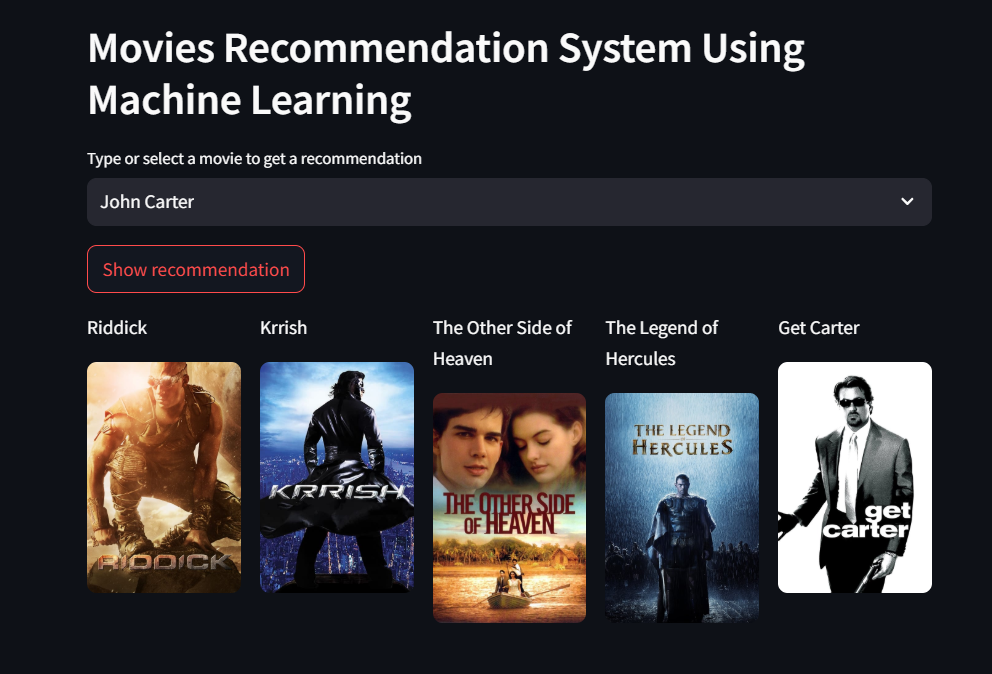 Movies Recommendation System Using
Machine Learning
Type or select a movie to get a recommendation
John Carter
Show recommendation
Riddick
Krrish
The Other Side of
Heaven
The Legend of
Hercules
Get Carter
RIDDICK
KRRISH
THE OTHER SIDE
OF HEAVEN
THE LEGEND
HERCULES
get
carter